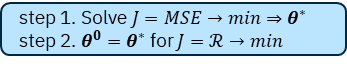 step 1. Solve J = MSE → min ⇒ θ*
step 2. θ⁰ = θ* for J = ℛ → min